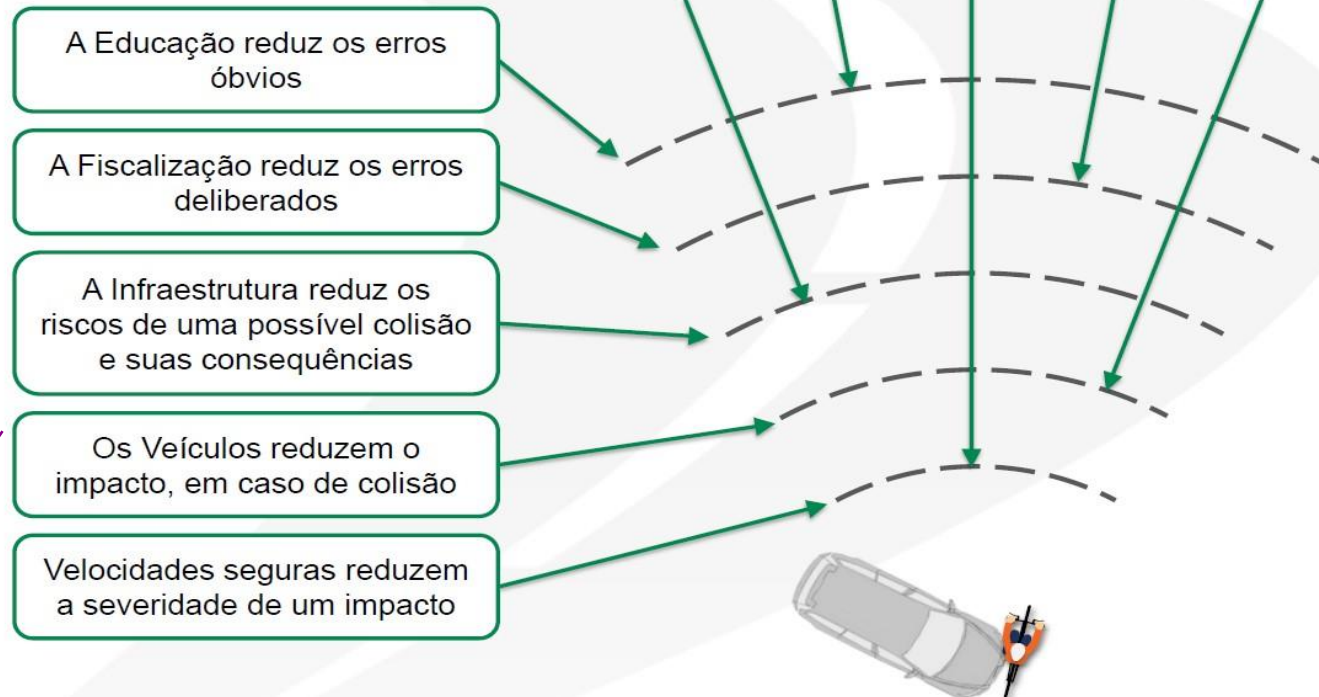 A Educação reduz os erros
óbvios
A Fiscalização reduz os erros
deliberados
A Infraestrutura reduz os
riscos de uma possível colisão
e suas consequências
Os Veículos reduzem o
impacto, em caso de colisão
Velocidades seguras reduzem
a severidade de um impacto